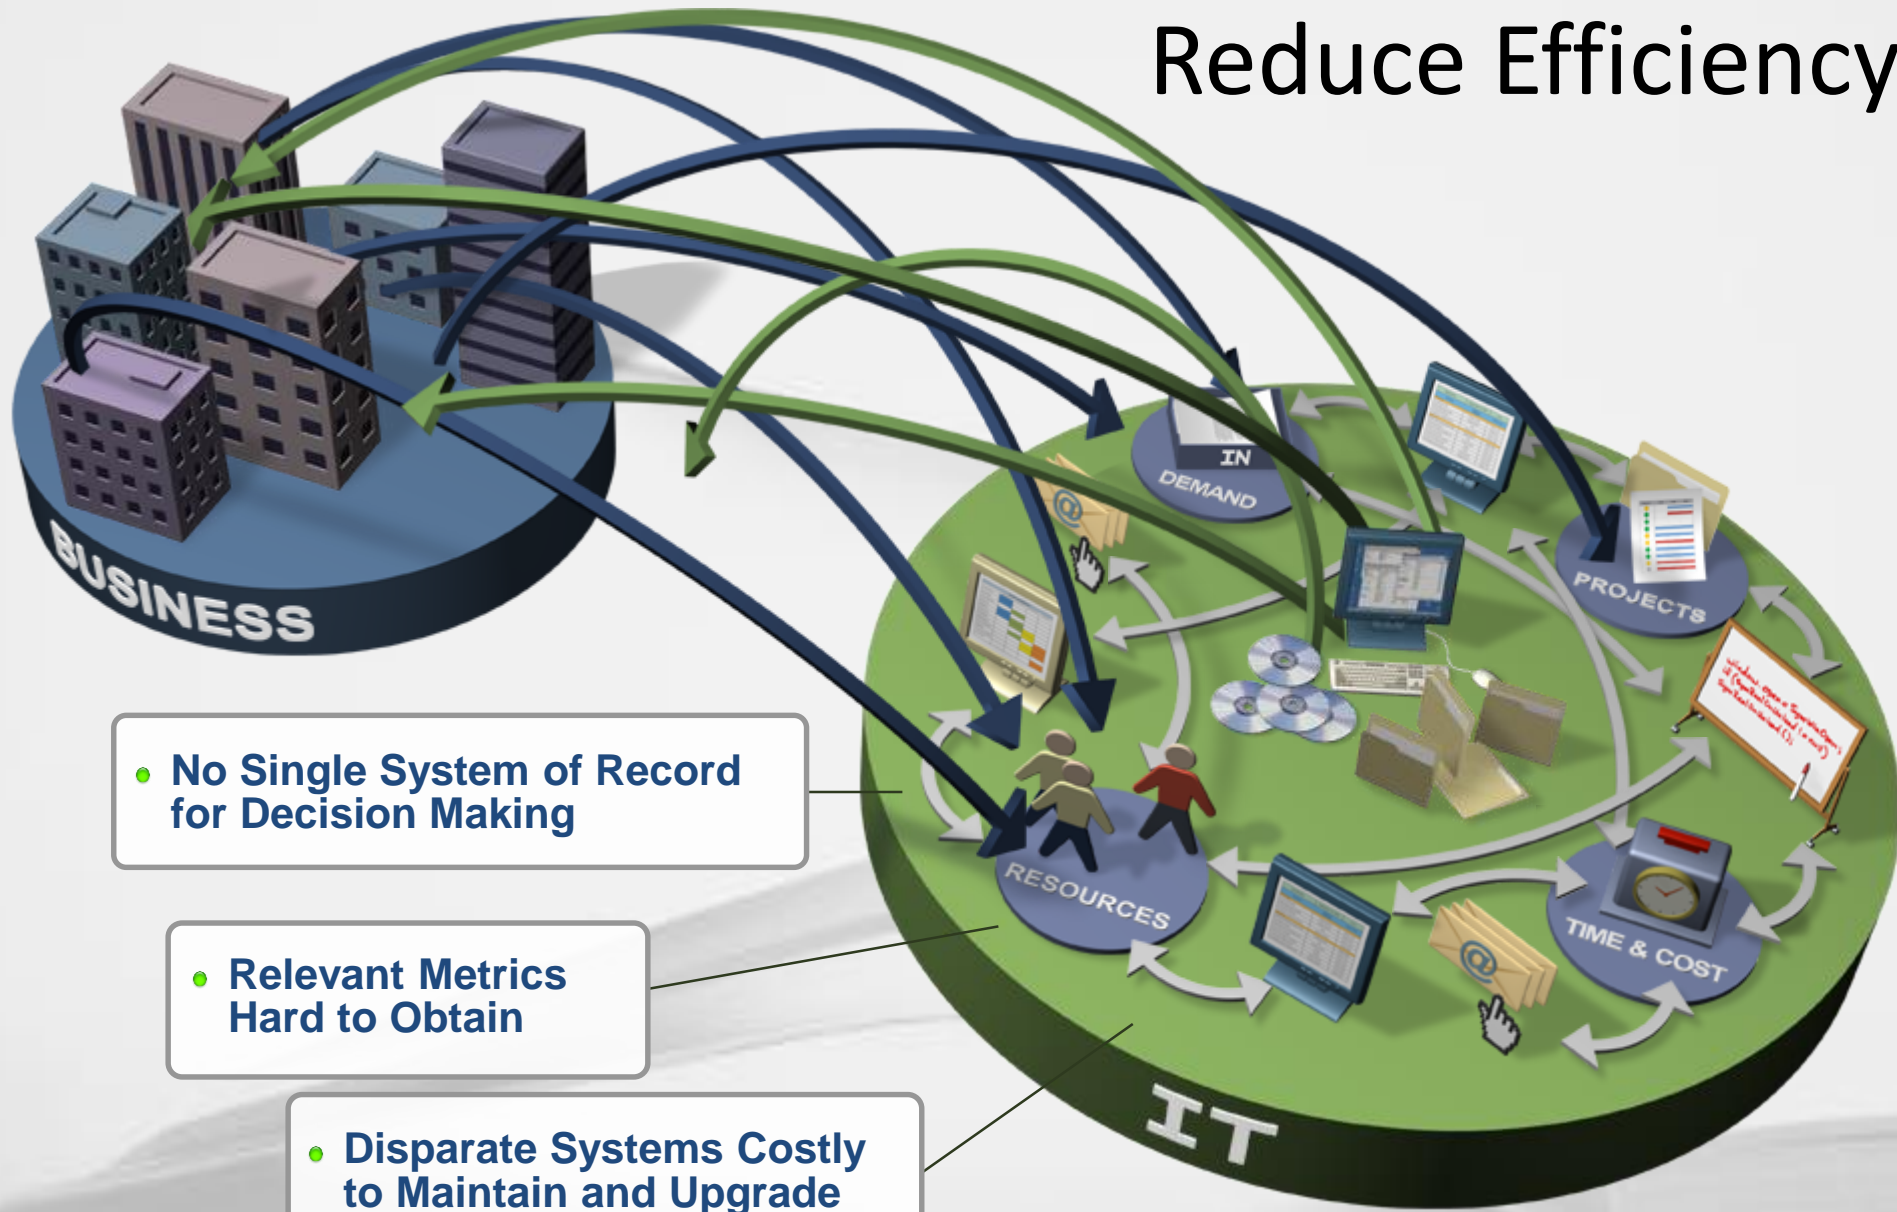 Reduce Efficiency
IN
DEMAND
PROJECTS
BUSINESS
No Single System of Record
for Decision Making
RESOURCES
TIME & COST
Relevant Metrics
Hard to Obtain
IT
Disparate Systems Costly
to Maintain and Upgrade